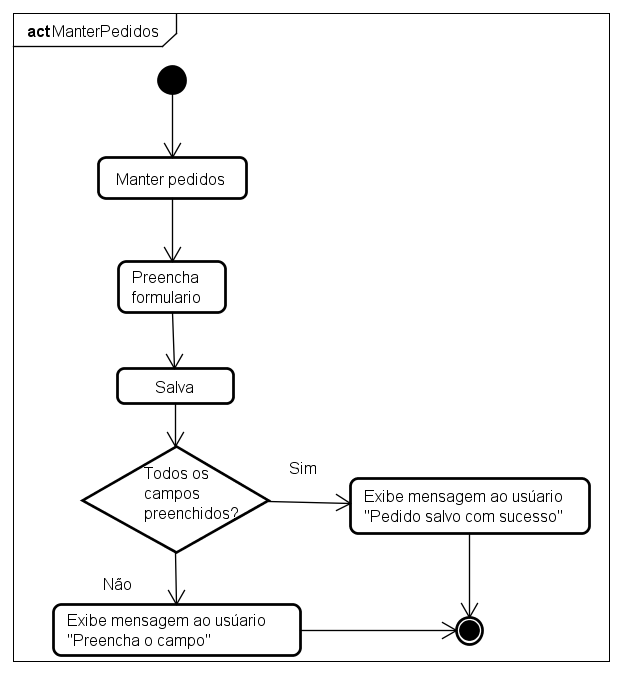 act ManterPedidos
Manter pedidos
Preencha
formulario
Salva
Todos os
campos
preenchidos?
Sim
Exibe mensagem ao usúario
"Pedido salvo com sucesso"
Não
Exibe mensagem ao usúario
"Preencha o campo"